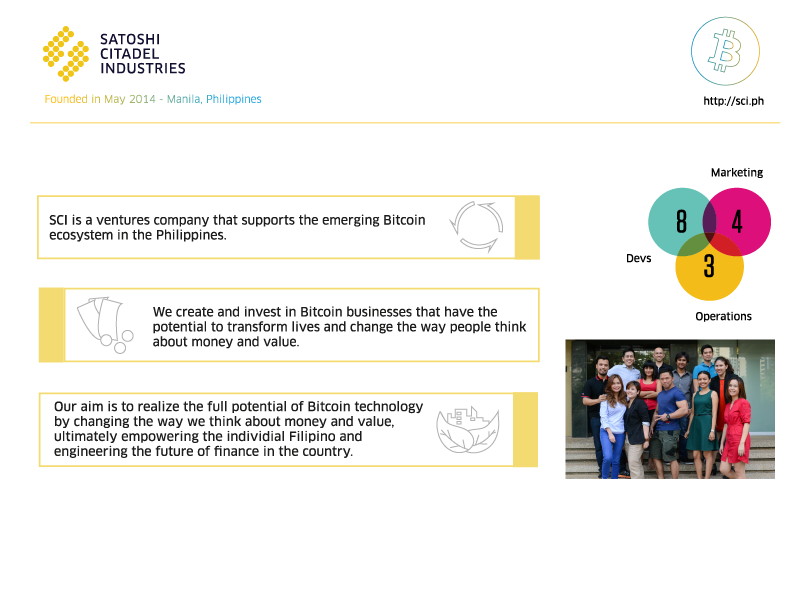 SATOSHI
CITADEL
INDUSTRIES
Founded in May 2014 - Manila, Philippines
http://sci.ph
SCI is a ventures company that supports the emerging Bitcoin
ecosystem in the Philippines.
We create and invest in Bitcoin businesses that have the
potential to transform lives and change the way people think
about money and value.
Our aim is to realize the full potential of Bitcoin technology
by changing the way we think about money and value,
ultimately empowering the individial Filipino and
engineering the future of finance in the country.
Marketing
8
4
Devs
3
Operations